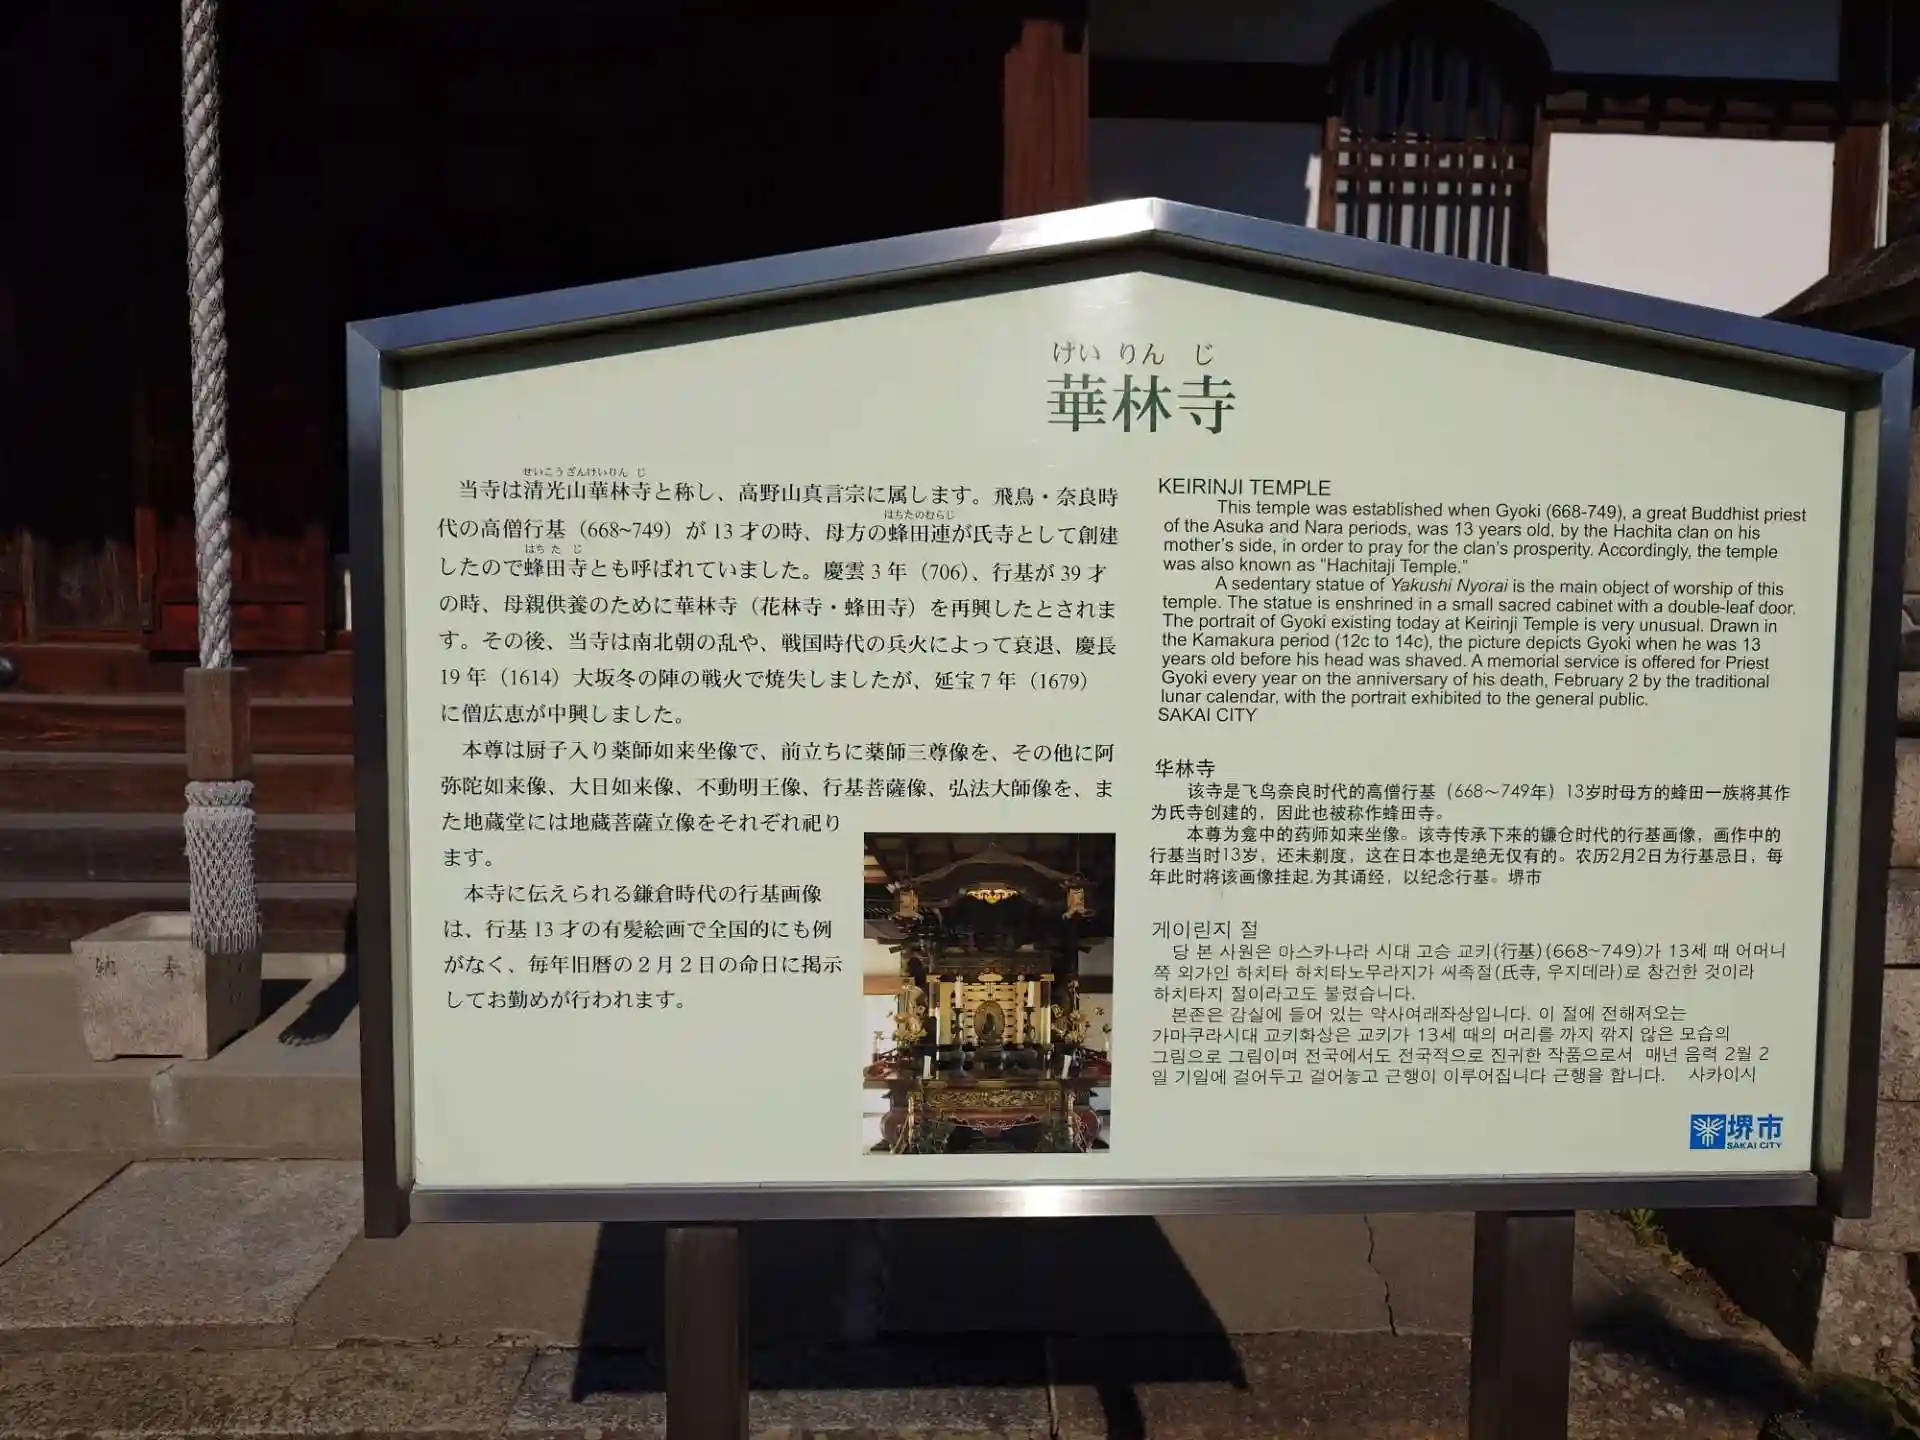 けいりんじ
華林寺
せいこうざんけいりんじ
当寺は清光山華林寺と称し、高野山真言宗に属します。飛鳥・奈良時
はちたのむらじ
代の高僧行基（668~749）が13才の時、母方の蜂田連が氏寺として創建
はちたじ
したので蜂田寺とも呼ばれていました。慶雲3年（706）、行基が39才
の時、母親供養のために華林寺（花林寺・蜂田寺）を再興したとされま
す。その後、当寺は南北朝の乱や、戦国時代の兵火によって衰退、慶長
19年（1614）大坂冬の陣の戦火で焼失しましたが、延宝7年（1679）
に僧広恵が中興しました。
本尊は厨子入り薬師如来坐像で、前立ちに薬師三尊像を、その他に阿
弥陀如来像、大日如来像、不動明王像、行基菩薩像、弘法大師像を、ま
た地蔵堂には地蔵菩薩立像をそれぞれ祀り
ます。
本寺に伝えられる鎌倉時代の行基画像
は、行基13才の有髪絵画で全国的にも例
がなく、毎年旧暦の２月２日の命日に掲示
してお勤めが行われます。
KEIRINJI TEMPLE
This temple was established when Gyoki (668-749), a great Buddhist priest
of the Asuka and Nara periods, was 13 years old, by the Hachita clan on his
mother's side, in order to pray for the clan's prosperity. Accordingly, the temple
was also known as "Hachitaji Temple."
A sedentary statue of Yakushi Nyorai is the main object of worship of this
temple. The statue is enshrined in a small sacred cabinet with a double-leaf door.
The portrait of Gyoki existing today at Keirinji Temple is very unusual. Drawn in
the Kamakura period (12c to 14c), the picture depicts Gyoki when he was 13
years old before his head was shaved. A memorial service is offered for Priest
Gyoki every year on the anniversary of his death, February 2 by the traditional
lunar calendar, with the portrait exhibited to the general public.
SAKAI CITY
华林寺
该寺是飞鸟奈良时代的高僧行基（668～749年）13岁时母方的蜂田一族将其作
为氏寺创建的，因此也被称作蜂田寺。
本尊为龛中的药师如来坐像。该寺传承下来的镰仓时代的行基画像，画作中的
行基当时13岁，还未剃度，这在日本也是绝无仅有的。农历2月2日为行基忌日，每
年此时将该画像挂起,为其诵经，以纪念行基。堺市
게이린지 절
당 본 사원은 아스카·나라 시대 고승 교키(行基)(668~749)가 13세 때 어머니
쪽 외가인 하치타 하치타노무라지가 씨족절(氏寺, 우지데라)로 창건한 것이라
하치타지 절이라고도 불렸습니다.
본존은 감실에 들어 있는 약사여래좌상입니다. 이 절에 전해져오는
가마쿠라시대 교키화상은 교키가 13세 때의 머리를 까지 깎지 않은 모습의
그림으로 그림이며 전국에서도 전국적으로 진귀한 작품으로서 매년 음력 2월 2
일 기일에 걸어두고 걸어놓고 근행이 이루어집니다 근행을 합니다. 사카이시
堺市
SAKAI CITY
納 奉